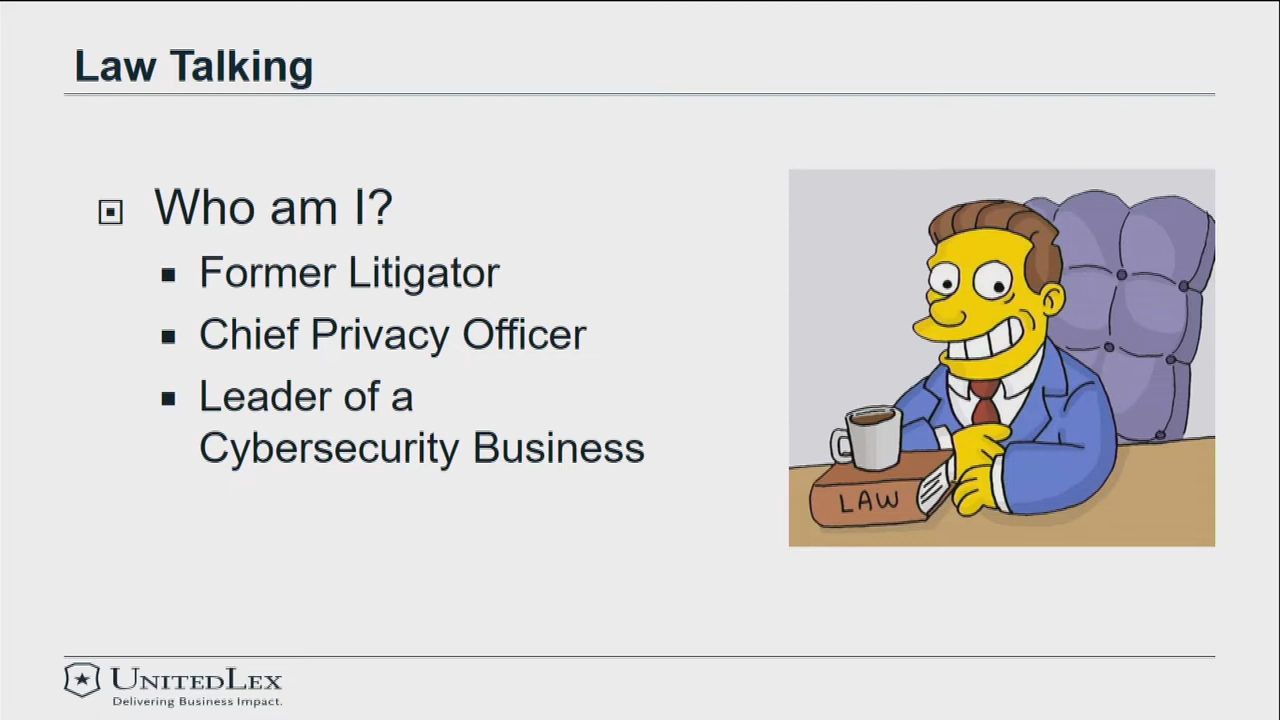 Law Talking
Who am I?
Former Litigator
Chief Privacy Officer
Leader of a
Cybersecurity Business
LAW
UNITEDLEX
Delivering Business Impact.